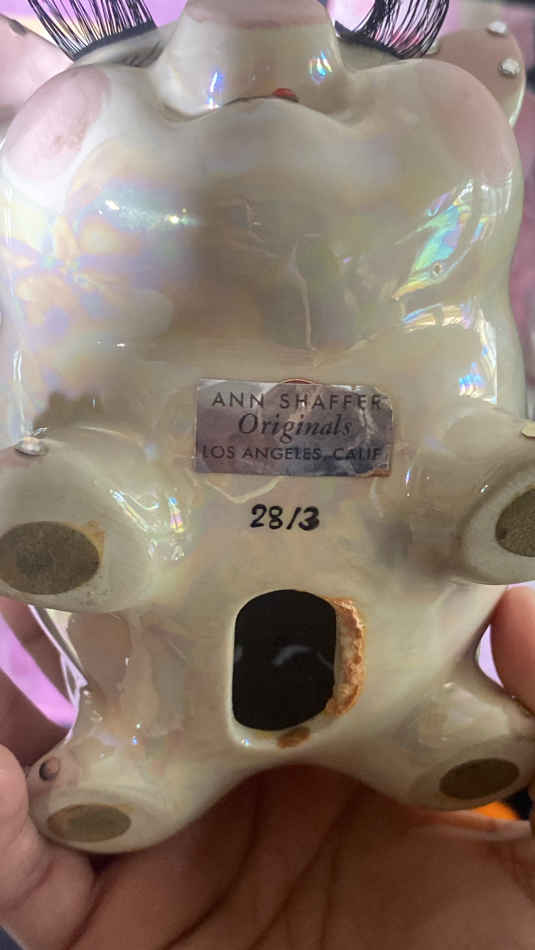 ANN SHAFFER
Originals
LOS ANGELES, CALIF.
28/3